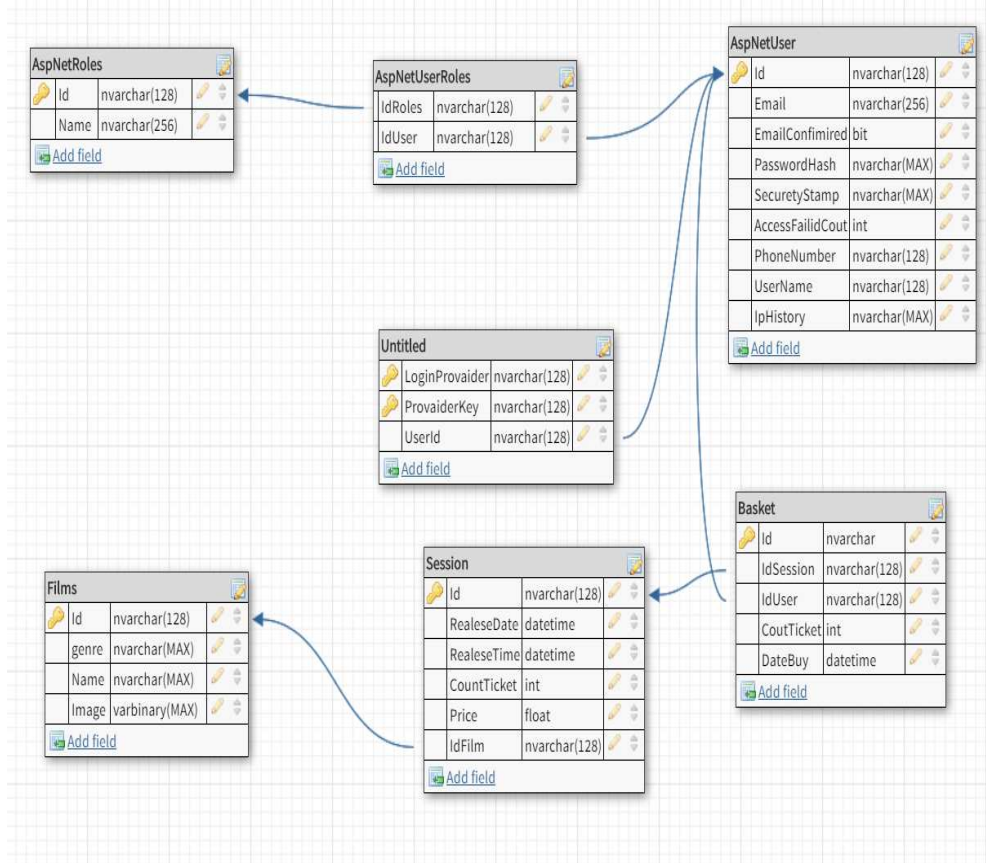 AspNetRoles
Id nvarchar(128)
Name nvarchar(256)
Add field
AspNetUserRoles
IdRoles nvarchar(128)
IdUser nvarchar(128)
Add field
AspNetUser
Id nvarchar(128)
Email nvarchar(256)
EmailConfimired bit
PasswordHash nvarchar(MAX)
SecuretyStamp nvarchar(MAX)
AccessFailidCout int
PhoneNumber nvarchar(128)
UserName nvarchar(128)
IpHistory nvarchar(MAX)
Add field
Untitled
LoginProvaider nvarchar(128)
ProvaiderKey nvarchar(128)
UserId nvarchar(128)
Add field
Films
Id nvarchar(128)
genre nvarchar(MAX)
Name nvarchar(MAX)
Image varbinary(MAX)
Add field
Session
Id nvarchar(128)
RealeseDate datetime
RealeseTime datetime
CountTicket int
Price float
IdFilm nvarchar(128)
Add field
Basket
Id nvarchar
IdSession nvarchar(128)
IdUser nvarchar(128)
CoutTicket int
DateBuy datetime
Add field